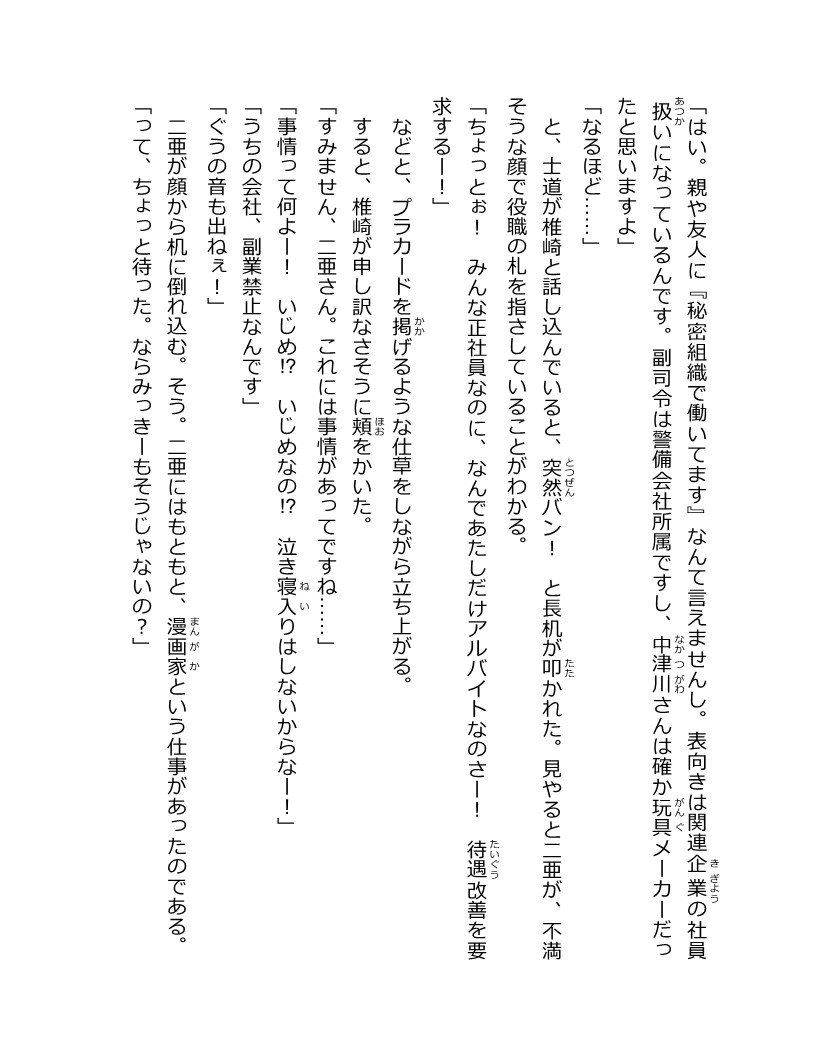 「はい。親や友人に『秘密組織で働いてます』なんて言えませんし。表向きは関連企業の社員
扱いになっているんです。副司令は警備会社所属ですし、中津川さんは確か玩具メーカーだっ
たと思いますよ」
「なるほど……」
　と、士道が椎崎と話し込んでいると、突然バン！　と長机が叩かれた。見やると二亜が、不満
そうな顔で役職の札を指さしていることがわかる。
「ちょっとぉ！　みんな正社員なのに、なんであたしだけアルバイトなのさー！　待遇改善を要
求するー！」
　などと、プラカードを掲げるような仕草をしながら立ち上がる。
　すると、椎崎が申し訳なさそうに頬をかいた。
「すみません、二亜さん。これには事情があってですね……」
「事情って何よー！　いじめ!?　いじめなの!?　泣き寝入りはしないからなー！」
「うちの会社、副業禁止なんです」
「ぐうの音も出ねぇ！」
　二亜が顔から机に倒れ込む。そう。二亜にはもともと、漫画家という仕事があったのである。
「って、ちょっと待った。ならみっきーもそうじゃないの？」